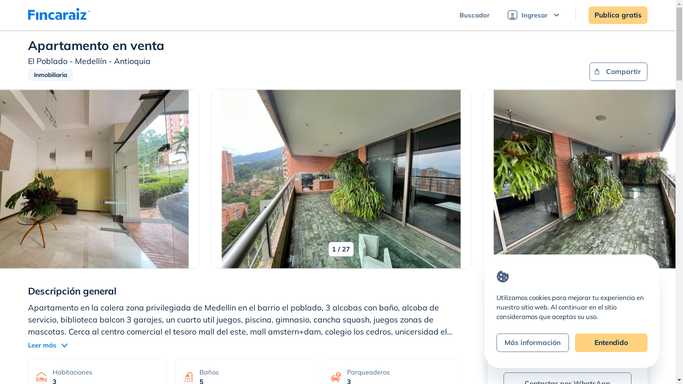 Fincaraiz
Buscador
Ingresar
Publica gratis
Apartamento en venta
El Poblado - Medellín - Antioquia
Inmobiliaria
Compartir
1 / 27
Descripción general
Apartamento en la calera zona privilegiada de Medellin en el barrio el poblado, 3 alcobas con baño, alcoba de
servicio, biblioteca balcon 3 garajes, un cuarto util juegos, piscina, gimnasio, cancha squash, juegos zonas de
mascotas. Cerca al centro comercial el tesoro mall del este, mall amstern+dam, colegio los cedros, unicersidad el...
Leer más
Habitaciones
3
Baños
5
Parqueaderos
3
Utilizamos cookies para mejorar tu experiencia en
nuestro sitio web. Al continuar en el sitio
consideramos que aceptas su uso.
Más información
Entendido
Contactar por WhatsApp